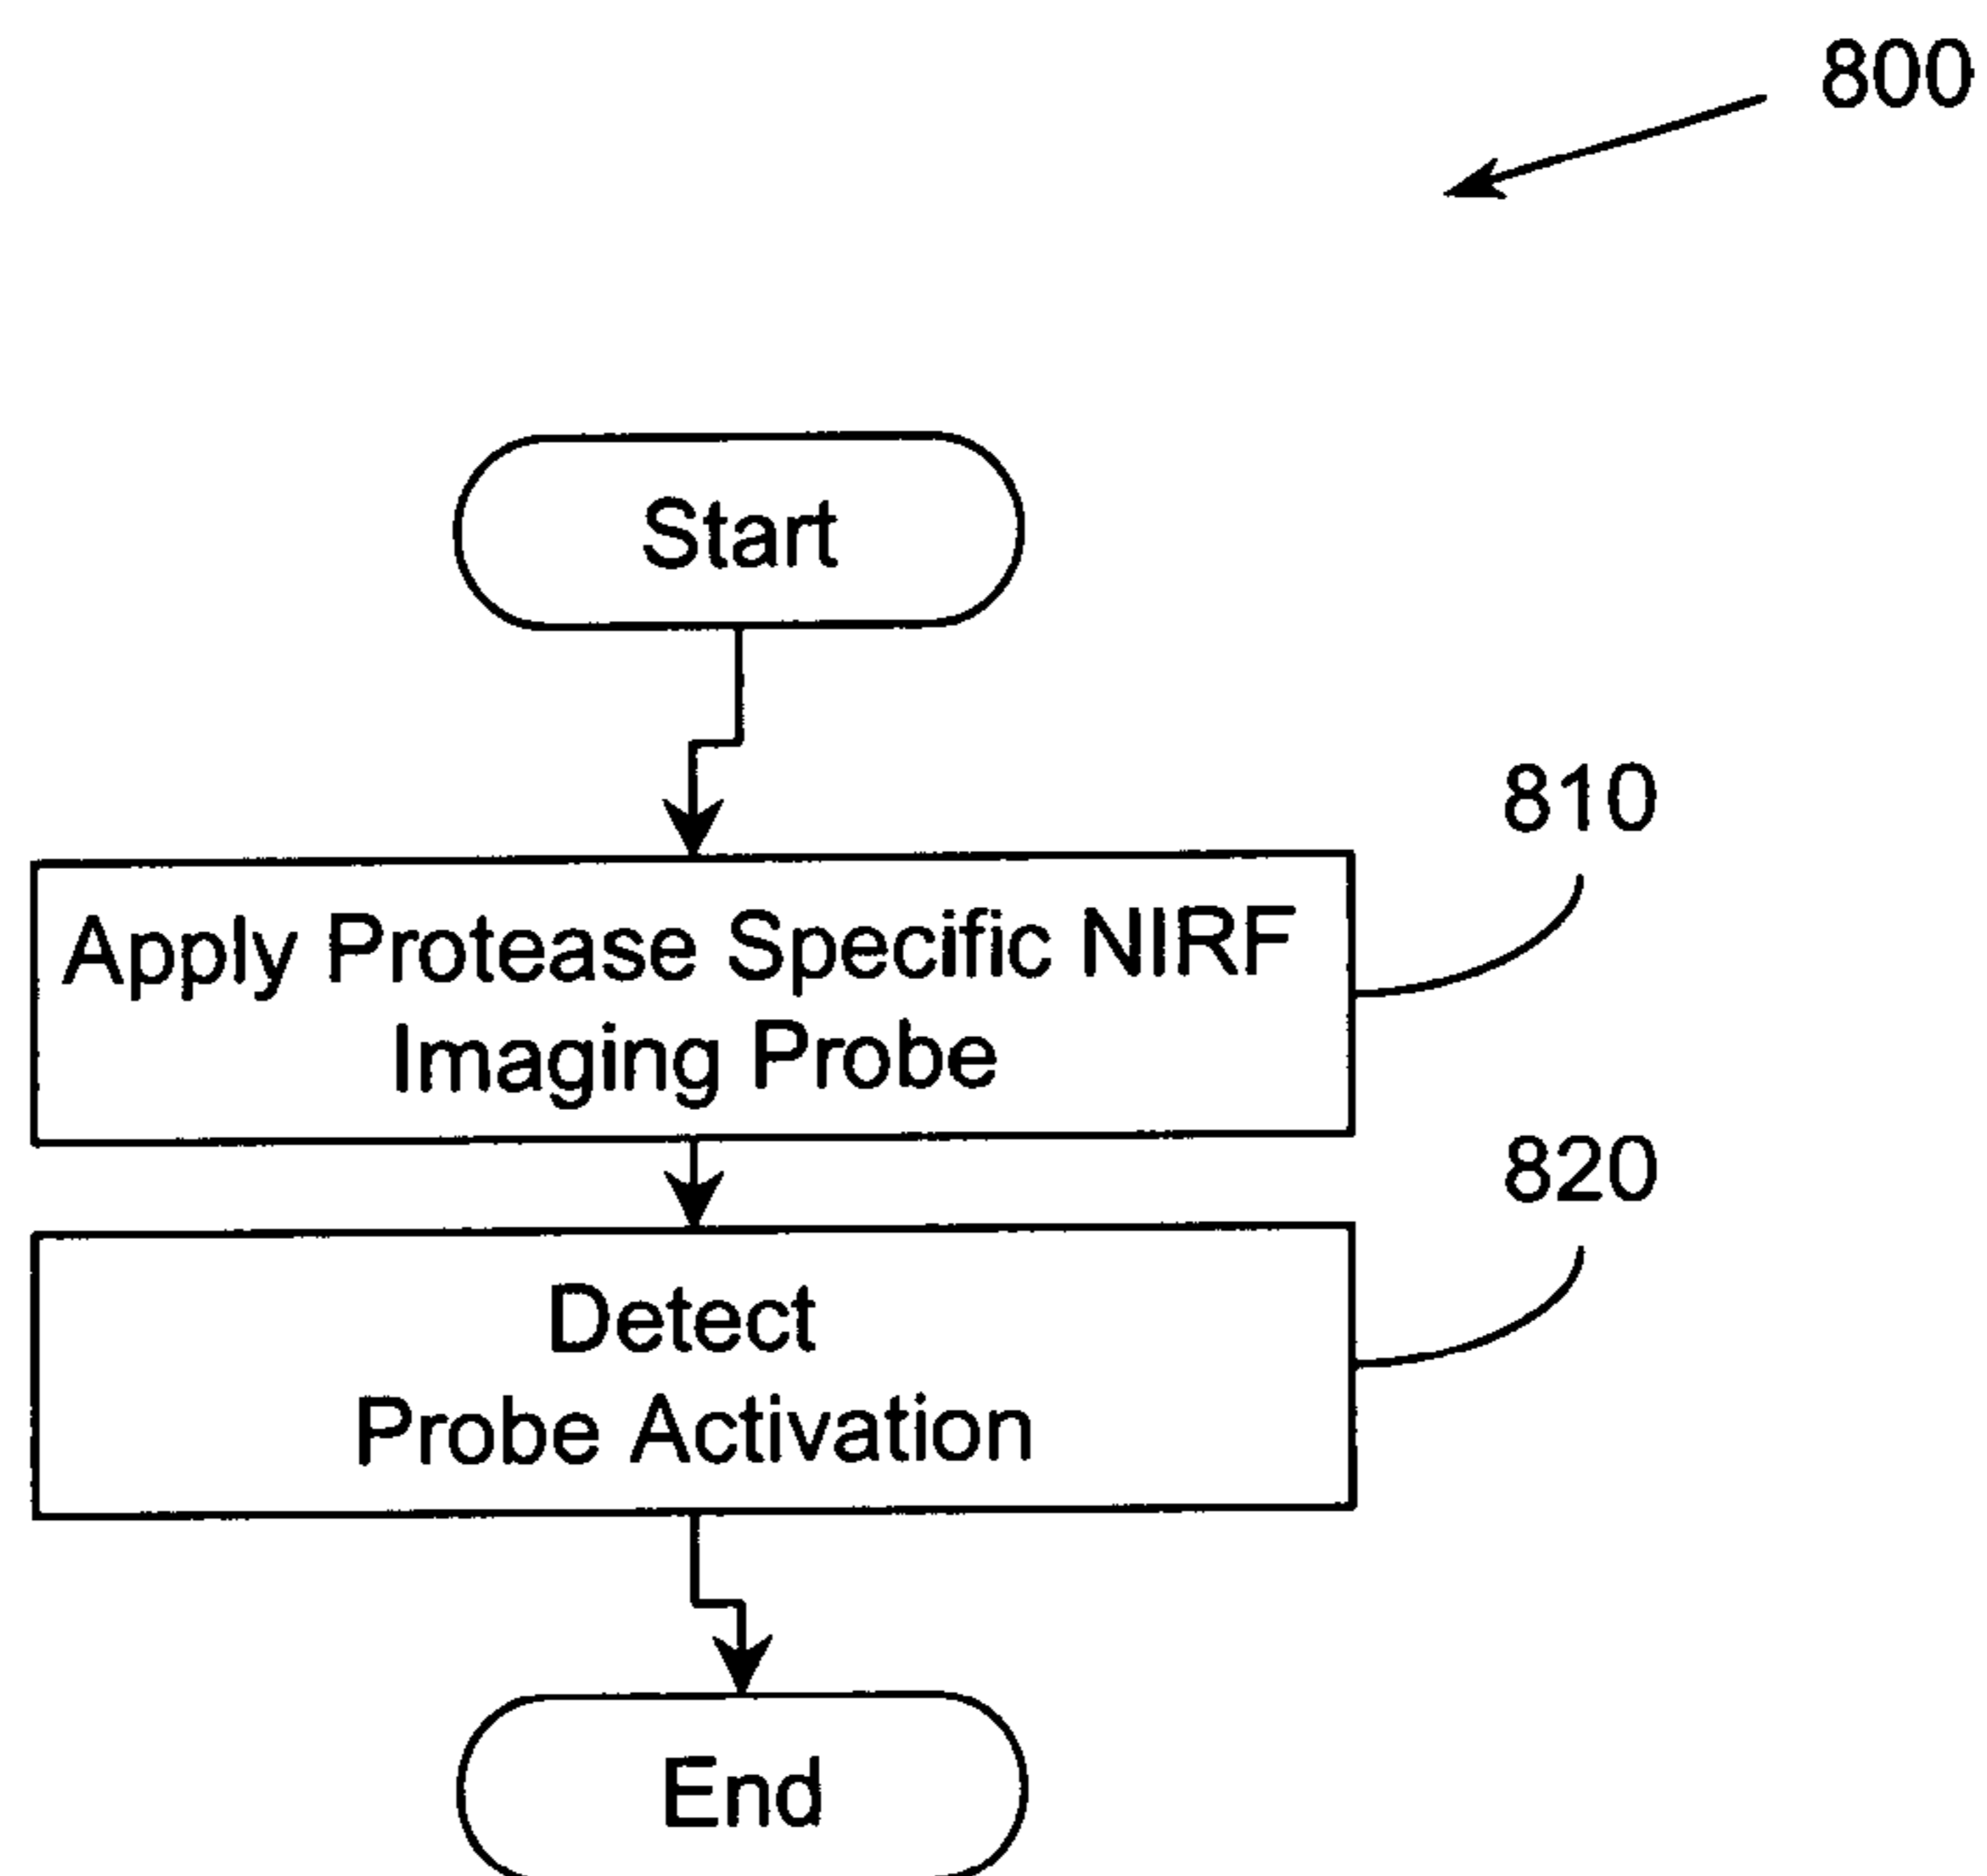 800
Start
810
Apply Protease Specific NIRF
Imaging Probe
820
Detect
Probe Activation
End